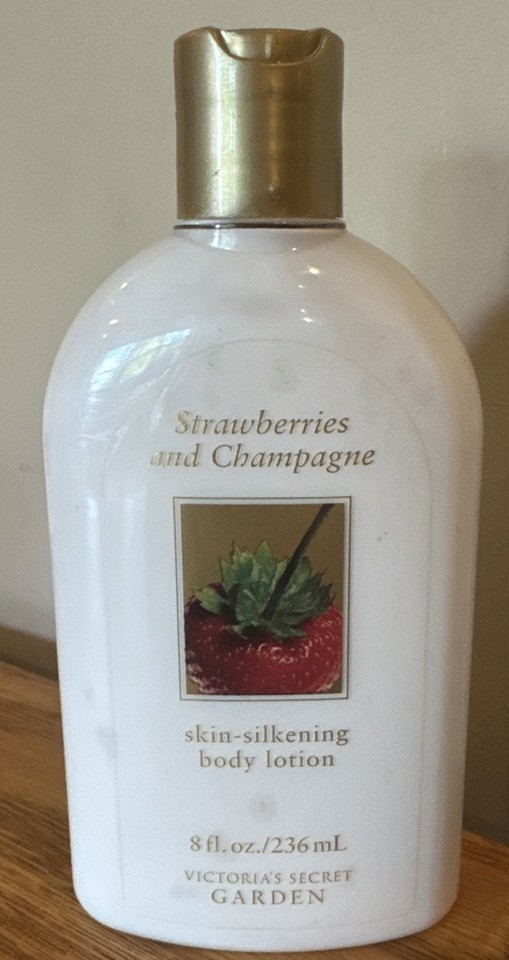 Strawberries
and Champagne
skin-silkening
body lotion
8 fl. oz./236 mL
VICTORIA'S SECRET
GARDEN